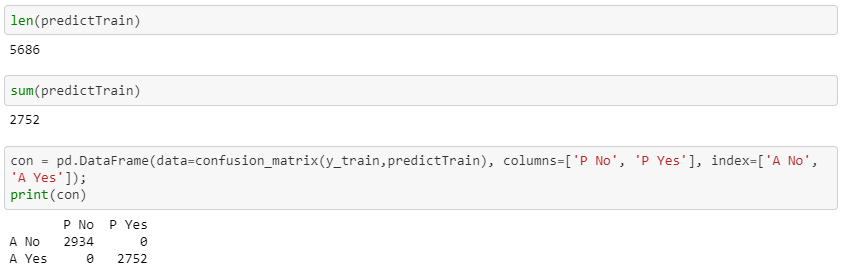 len(predictTrain)
5686
sum(predictTrain)
2752
con = pd.DataFrame(data=confusion_matrix(y_train,predictTrain), columns=['P No', 'P Yes'], index=['A No',
'A Yes']);
print(con)
       P No  P Yes
A No   2934      0
A Yes     0   2752